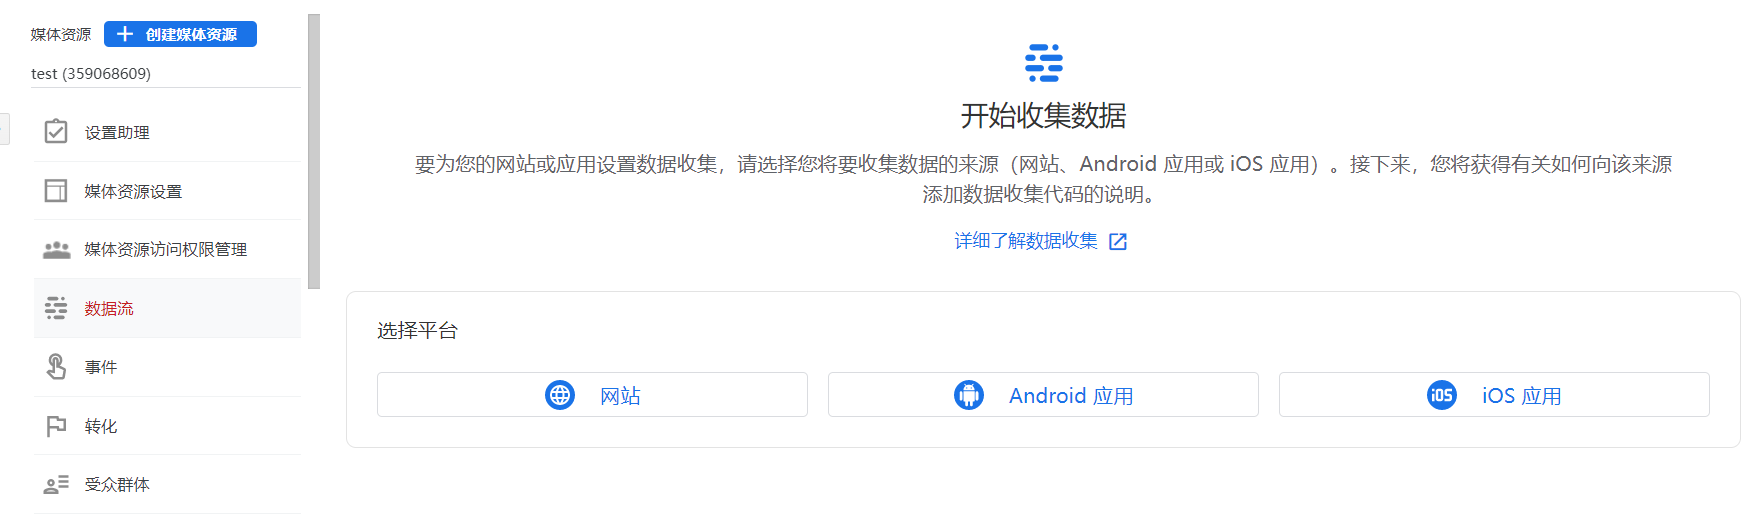 媒体资源
创建媒体资源
test (359068609)
设置助理
媒体资源设置
媒体资源访问权限管理
数据流
事件
转化
受众群体
开始收集数据
要为您的网站或应用设置数据收集，请选择您将要收集数据的来源（网站、Android 应用或 iOS 应用）。接下来，您将获得有关如何向该来源
添加数据收集代码的说明。
详细了解数据收集
选择平台
网站
Android 应用
iOS iOS 应用